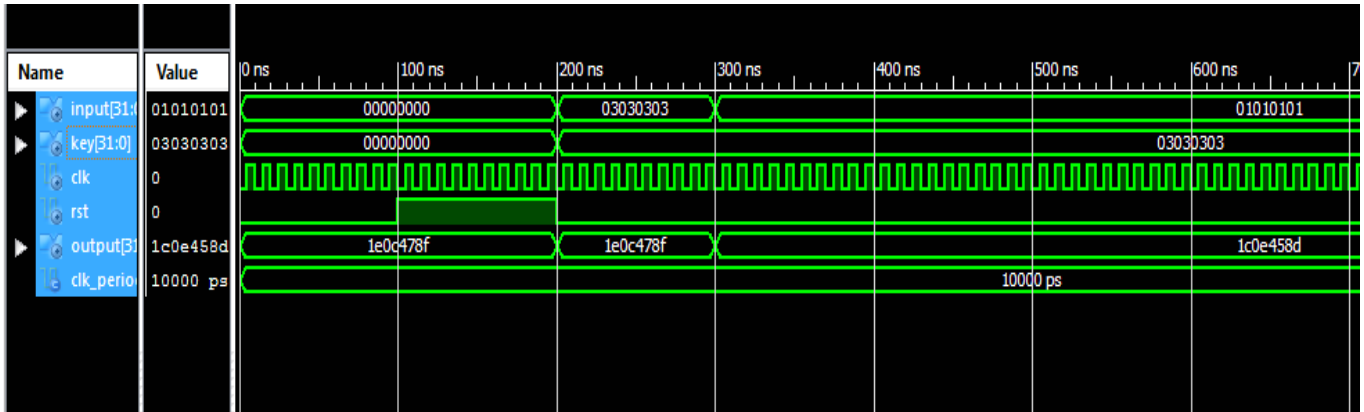 Name Value 0 ns 100 ns 200 ns 300 ns 400 ns 500 ns 600 ns 7
input[31:0 01010101 00000000 03030303 01010101
key[31:0] 03030303 00000000 03030303
clk 0
rst 0
output[31 1c0e458d 1e0c478f 1e0c478f 1c0e458d
clk_perio 10000 ps 10000 ps